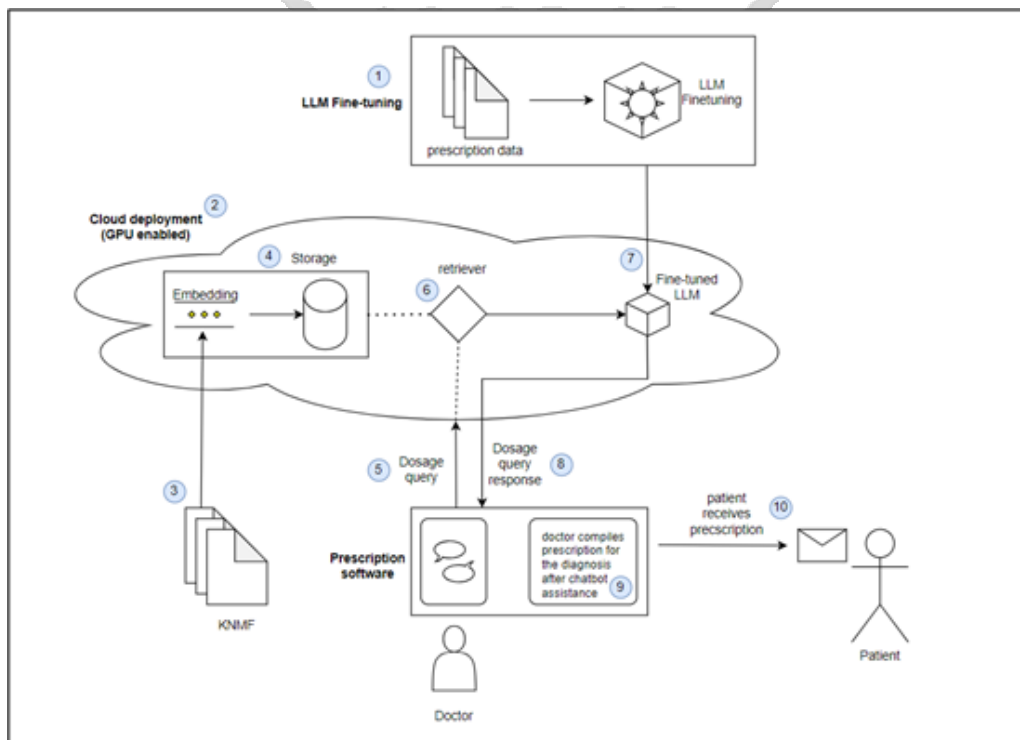 1
LLM Fine-tuning
prescription data
LLM
Finetuning
2
Cloud deployment
(GPU enabled)
4
Storage
Embedding
retriever
6
7
Fine-tuned
LLM
3
KNMF
5
Dosage
query
Dosage
query
response
8
Prescription
software
doctor compiles
prescription for
the diagnosis
after chatbot
assistance
9
patient
receives
precscription
10
Doctor
Patient